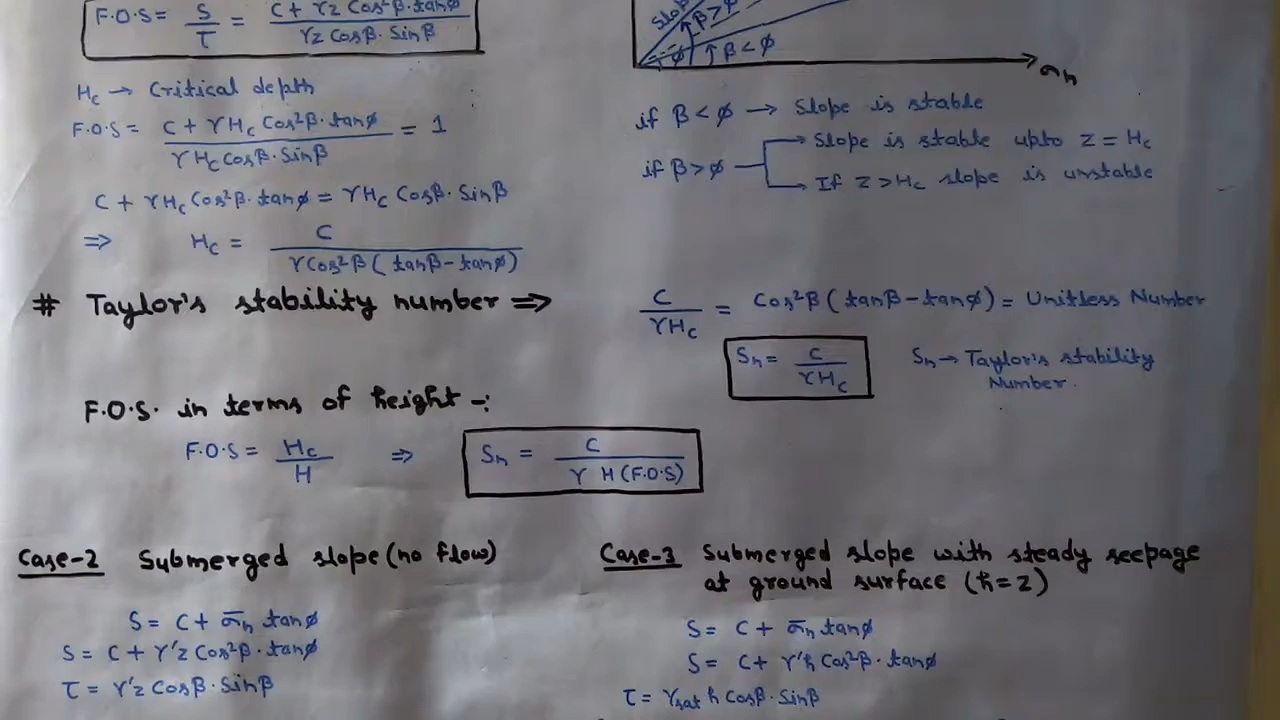 F.O.S = S / τ = C + γz Cos²β · tanφ / γz Cosβ · Sinβ
Slop
β > φ
φ
β < φ
σn
Hc → Critical depth
F.O.S = C + γHc Cos²β · tanφ / γHc Cosβ · Sinβ = 1
C + γHc Cos²β · tanφ = γHc Cosβ · Sinβ
⇒ Hc = C / γCos²β (tanβ - tanφ)
if β < φ → Slope is stable
if β > φ → Slope is stable upto z = Hc
→ If z > Hc slope is unstable
# Taylor's stability number ⇒
C / γHc = Cos²β (tanβ - tanφ) = Unitless Number
Sn = C / γHc
Sn → Taylor's stability
Number.
F.O.S. in terms of height -:
F.O.S = Hc / H ⇒ Sn = C / γ H (F.O.S)
Case-2 Submerged slope (no flow)
S = C + σ̄n tanφ
S = C + γ'z Cos²β · tanφ
τ = γ'z Cosβ · Sinβ
Case-3 Submerged slope with steady seepage
at ground surface (h = z)
S = C + σ̄n tanφ
S = C + γ'h Cos²β · tanφ
τ = γsat h Cosβ · Sinβ